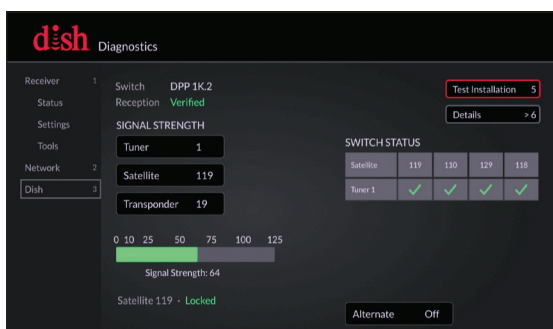 dish Diagnostics
Receiver 1
Status
Settings
Tools
Network 2
Dish 3
Switch DPP 1K.2
Reception Verified
SIGNAL STRENGTH
Tuner 1
Satellite 119
Transponder 19
0 10 25 50 75 100 125
Signal Strength: 64
Satellite 119 · Locked
Test Installation 5
Details > 6
SWITCH STATUS
Satellite 119 110 129 118
Tuner 1 ✓ ✓ ✓ ✓
Alternate Off